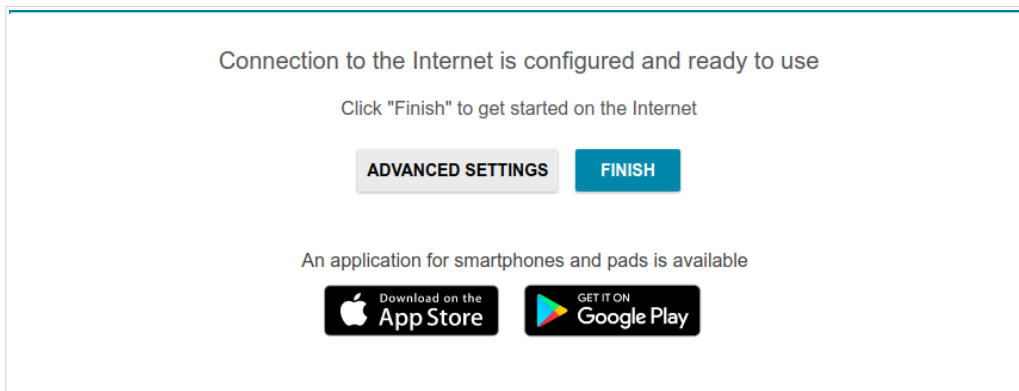 Connection to the Internet is configured and ready to use
Click "Finish" to get started on the Internet
ADVANCED SETTINGS FINISH
An application for smartphones and pads is available
Download on the GET IT ON
App Store Google Play